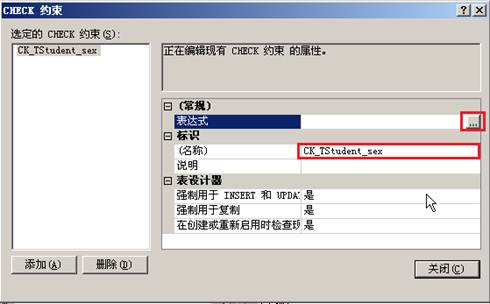 CHECK 约束
选定的 CHECK 约束(S):
CK_TStudent_sex
正在编辑现有 CHECK 约束 的属性。
(常规)
表达式
...
标识
(名称) CK_TStudent_sex
说明
表设计器
强制用于 INSERT 和 UPDA 是
强制用于复制 是
在创建或重新启用时检查现 是
添加(A) 删除(D)
关闭(C)